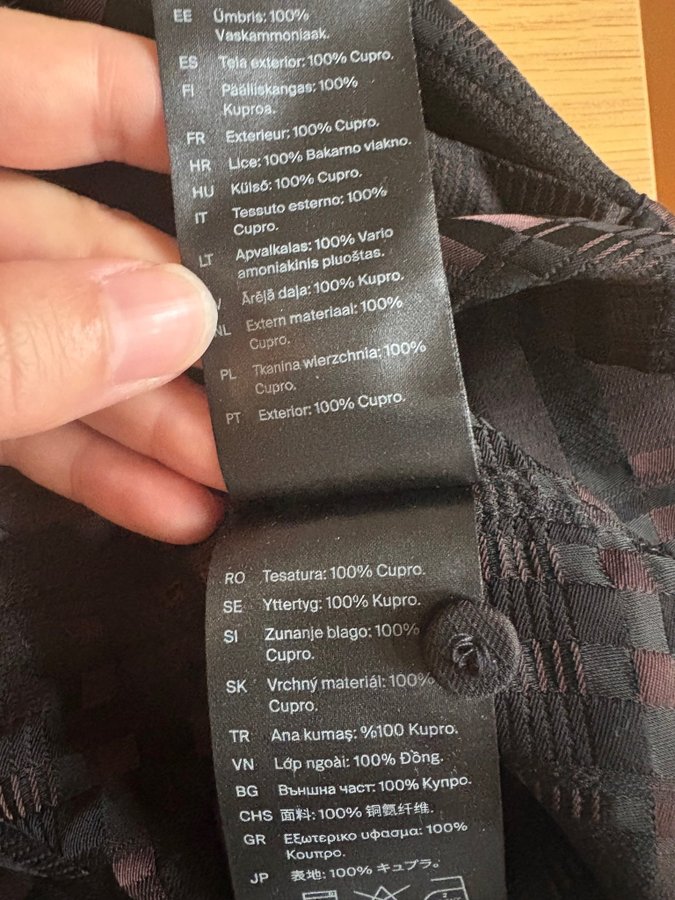 EE Ümbris: 100%
Vaskammoniaak.
ES Tela exterior: 100% Cupro.
FI Päälliskangas: 100%
Kuproa.
FR Exterieur: 100% Cupro.
HR Lice: 100% Bakarno vlakno.
HU Külső: 100% Cupro.
IT Tessuto esterno: 100%
Cupro.
LT Apvalkalas: 100% Vario
amoniakinis pluoštas.
Ārējā daļa: 100% Kupro.
NL Extern materiaal: 100%
Cupro.
PL Tkanina wierzchnia: 100%
Cupro.
PT Exterior: 100% Cupro.
RO Tesatura: 100% Cupro.
SE Yttertyg: 100% Kupro.
SI Zunanje blago: 100%
Cupro.
SK Vrchný materiál: 100%
Cupro.
TR Ana kumaş: %100 Kupro.
VN Lớp ngoài: 100% Đồng.
BG Външна част: 100% Купро.
CHS 面料: 100% 铜氨纤维.
GR Εξωτερικο υφασμα: 100%
Κουπρο.
JP 表地: 100% キュプラ。